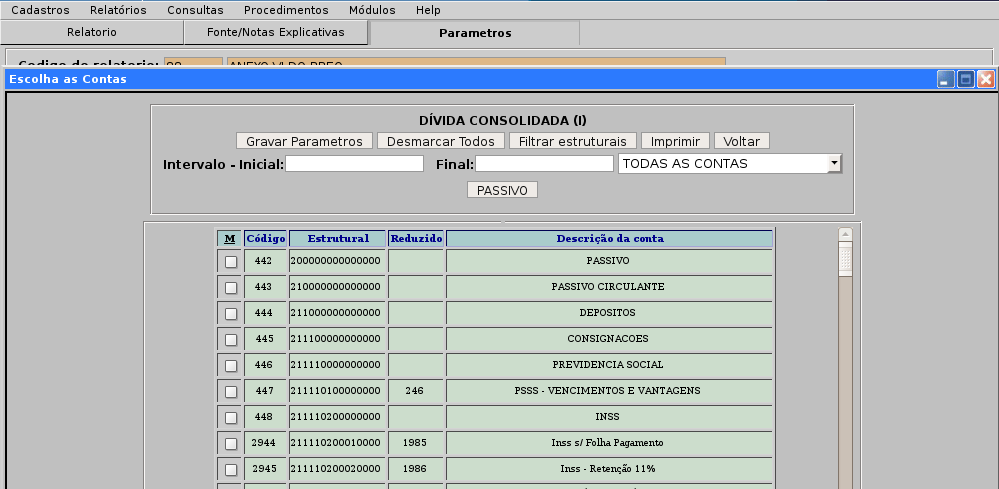 Cadastros Relatórios Consultas Procedimentos Módulos Help
Relatorio Fonte/Notas Explicativas Parametros
Codigo do relatorio: 88 ANEXO VI DO RREO
Escolha as Contas
DÍVIDA CONSOLIDADA (I)
Gravar Parametros Desmarcar Todos Filtrar estruturais Imprimir Voltar
Intervalo - Inicial: Final: TODAS AS CONTAS
PASSIVO
M Código Estrutural Reduzido Descrição da conta
442 200000000000000 PASSIVO
443 210000000000000 PASSIVO CIRCULANTE
444 211000000000000 DEPOSITOS
445 211100000000000 CONSIGNACOES
446 211110000000000 PREVIDENCIA SOCIAL
447 211110100000000 246 PSSS - VENCIMENTOS E VANTAGENS
448 211110200000000 INSS
2944 211110200010000 1985 Inss s/ Folha Pagamento
2945 211110200020000 1986 Inss - Retenção 11%